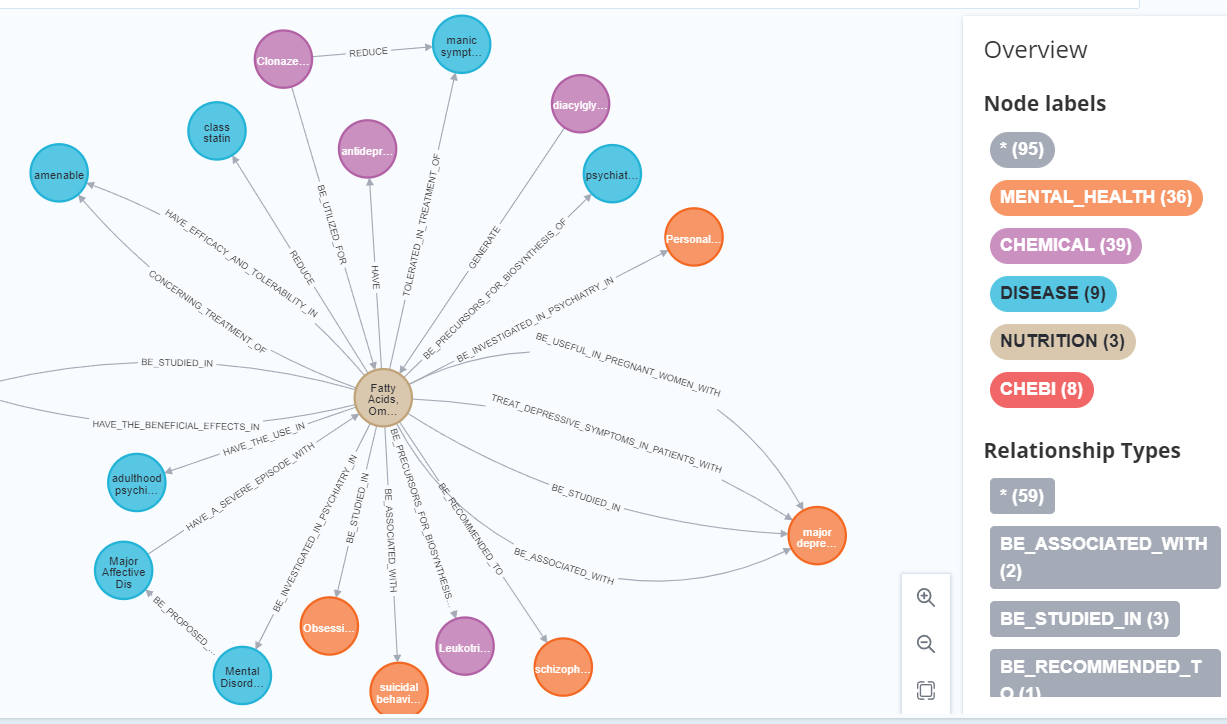 Clonaze...
REDUCE
manic
sympt...
diacylgly...
class
statin
antidepr...
amenable
psychiat...
Personal...
HAVE_EFFICACY_AND_TOLERABILITY_IN
CONCERNING_TREATMENT_OF
REDUCE
BE_UTILIZED_FOR
HAVE
TOLERATED_IN_TREATMENT_OF
GENERATE
BE_PRECURSORS_FOR_BIOSYNTHESIS_OF
BE_INVESTIGATED_IN_PSYCHIATRY_IN
BE_USEFUL_IN_PREGNANT_WOMEN_WITH
BE_STUDIED_IN
Fatty
Acids,
Om...
TREAT_DEPRESSIVE_SYMPTOMS_IN_PATIENTS_WITH
HAVE_THE_BENEFICIAL_EFFECTS_IN
HAVE_THE_USE_IN
adulthood
psychi...
HAVE_A_SEVERE_EPISODE_WITH
BE_INVESTIGATED_IN_PSYCHIATRY_IN
BE_STUDIED_IN
BE_ASSOCIATED_WITH
BE_PRECURSORS_FOR_BIOSYNTHESIS...
BE_RECOMMENDED_TO
BE_STUDIED_IN
BE_ASSOCIATED_WITH
major
depre...
Major
Affective
Dis
BE_PROPOSED_...
Mental
Disord...
Obsessi...
suicidal
behavi...
Leukotri...
schizoph...
Overview
Node labels
* (95)
MENTAL_HEALTH (36)
CHEMICAL (39)
DISEASE (9)
NUTRITION (3)
CHEBI (8)
Relationship Types
* (59)
BE_ASSOCIATED_WITH
(2)
BE_STUDIED_IN (3)
BE_RECOMMENDED_T
O (1)